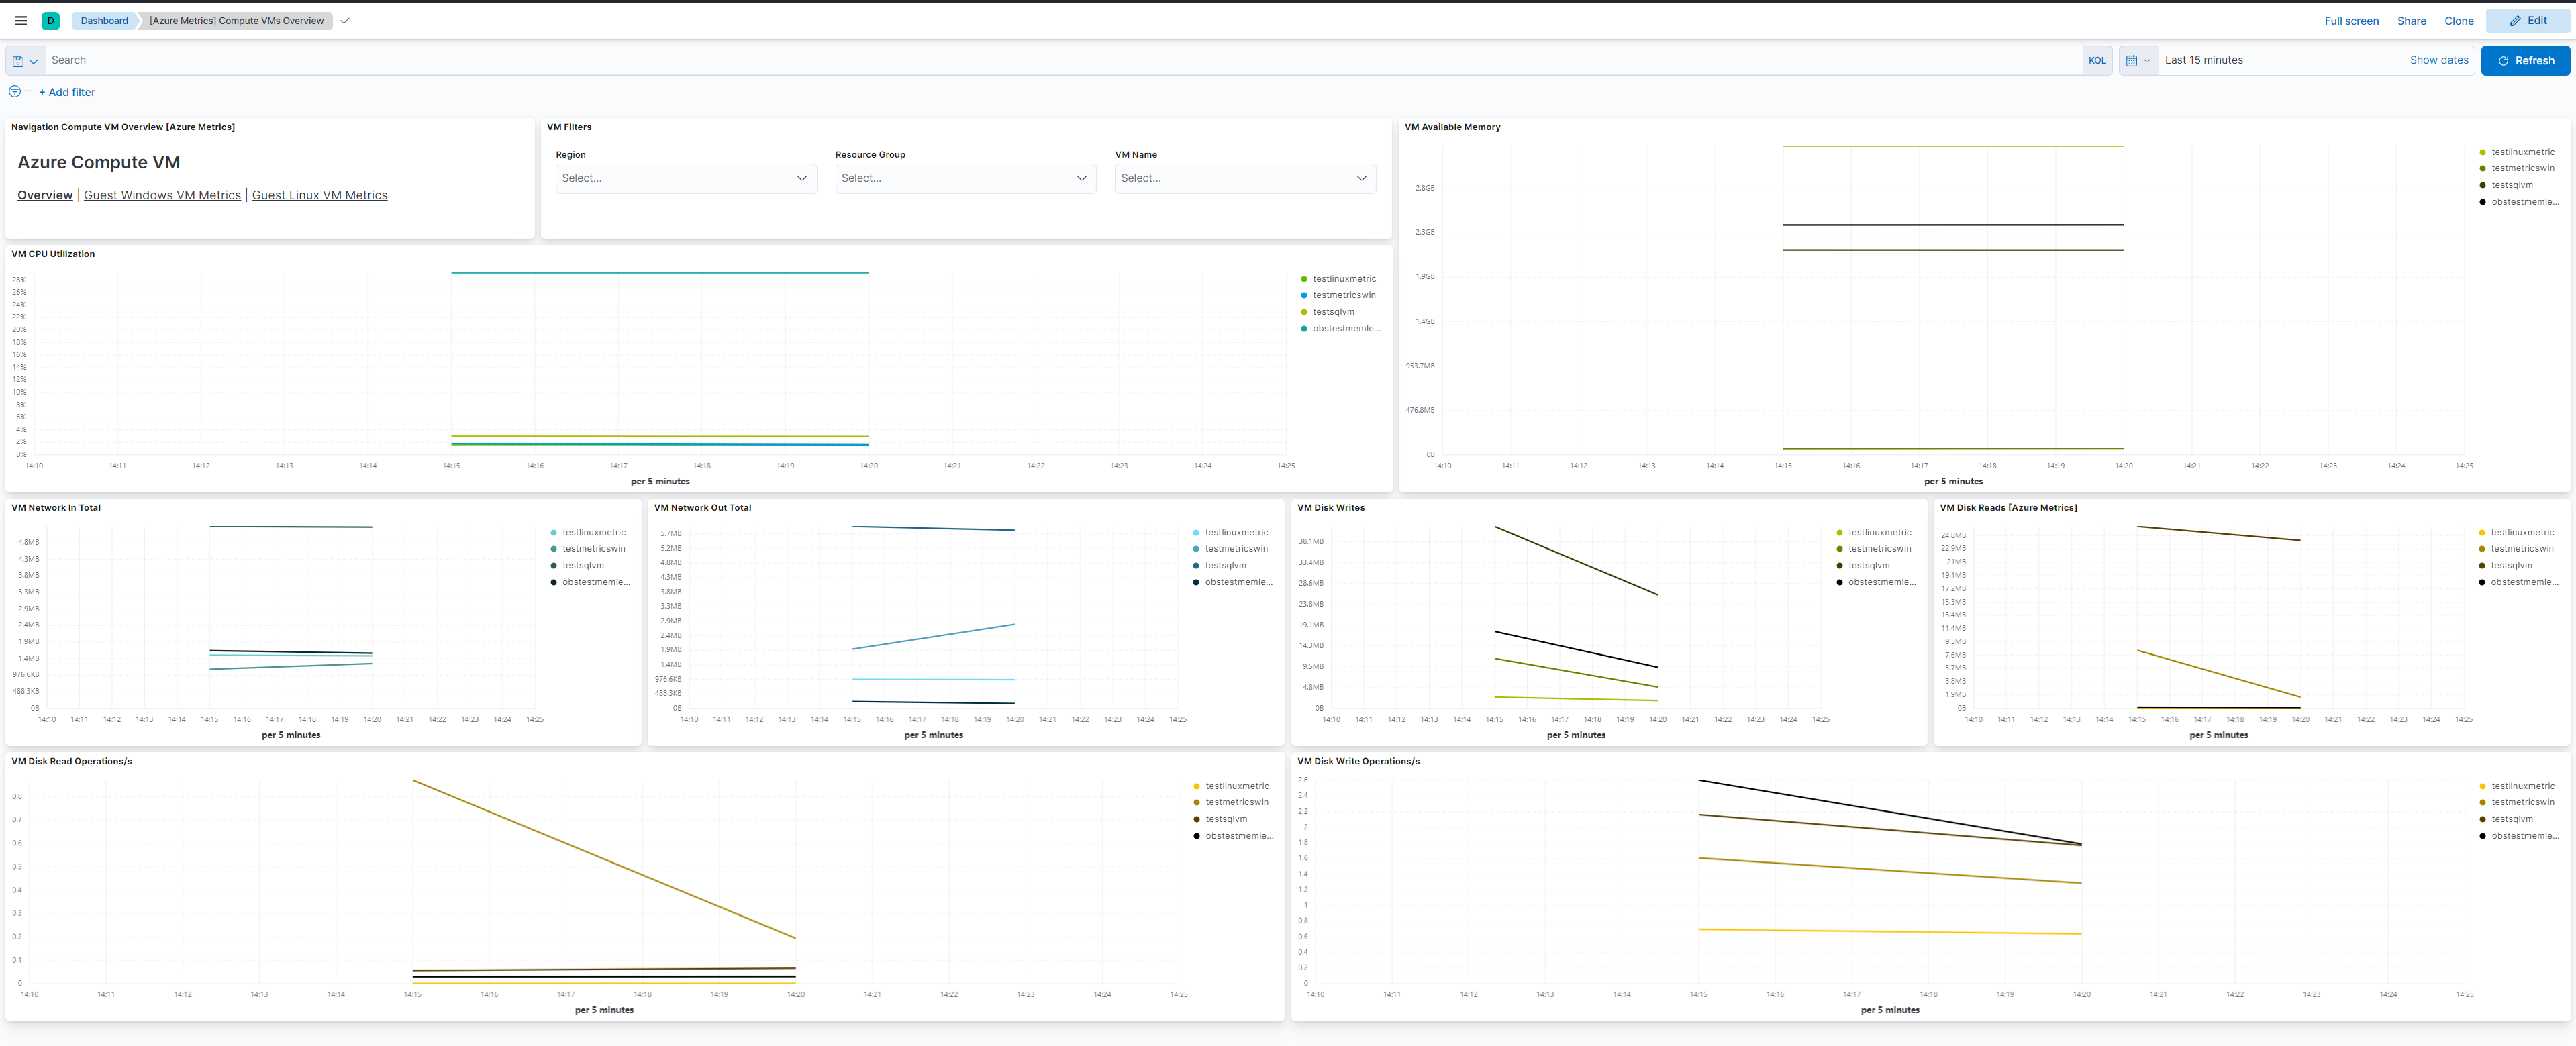 D Dashboard [Azure Metrics] Compute VMs Overview Full screen Share Clone Edit
Search KQL Last 15 minutes Show dates Refresh
+ Add filter
Navigation Compute VM Overview [Azure Metrics]
Azure Compute VM
Overview | Guest Windows VM Metrics | Guest Linux VM Metrics
VM Filters
Region Resource Group VM Name
Select... Select... Select...
VM Available Memory
2.8GB
2.3GB
1.9GB
1.4GB
953.7MB
476.8MB
0B
14:10 14:11 14:12 14:13 14:14 14:15 14:16 14:17 14:18 14:19 14:20 14:21 14:22 14:23 14:24 14:25
per 5 minutes
testlinuxmetric
testmetricswin
testsqlvm
obstestmemle...
VM CPU Utilization
28%
26%
24%
22%
20%
18%
16%
14%
12%
10%
8%
6%
4%
2%
0%
14:10 14:11 14:12 14:13 14:14 14:15 14:16 14:17 14:18 14:19 14:20 14:21 14:22 14:23 14:24 14:25
per 5 minutes
testlinuxmetric
testmetricswin
testsqlvm
obstestmemle...
VM Network In Total
4.8MB
4.3MB
3.8MB
3.3MB
2.9MB
2.4MB
1.9MB
1.4MB
976.6KB
488.3KB
0B
14:10 14:11 14:12 14:13 14:14 14:15 14:16 14:17 14:18 14:19 14:20 14:21 14:22 14:23 14:24 14:25
per 5 minutes
testlinuxmetric
testmetricswin
testsqlvm
obstestmemle...
VM Network Out Total
5.7MB
5.2MB
4.8MB
4.3MB
3.8MB
3.3MB
2.9MB
2.4MB
1.9MB
1.4MB
976.6KB
488.3KB
0B
14:10 14:11 14:12 14:13 14:14 14:15 14:16 14:17 14:18 14:19 14:20 14:21 14:22 14:23 14:24 14:25
per 5 minutes
testlinuxmetric
testmetricswin
testsqlvm
obstestmemle...
VM Disk Writes
38.1MB
33.4MB
28.6MB
23.8MB
19.1MB
14.3MB
9.5MB
4.8MB
0B
14:10 14:11 14:12 14:13 14:14 14:15 14:16 14:17 14:18 14:19 14:20 14:21 14:22 14:23 14:24 14:25
per 5 minutes
testlinuxmetric
testmetricswin
testsqlvm
obstestmemle...
VM Disk Reads [Azure Metrics]
24.8MB
22.9MB
21MB
19.1MB
17.2MB
15.3MB
13.4MB
11.4MB
9.5MB
7.6MB
5.7MB
3.8MB
1.9MB
0B
14:10 14:11 14:12 14:13 14:14 14:15 14:16 14:17 14:18 14:19 14:20 14:21 14:22 14:23 14:24 14:25
per 5 minutes
testlinuxmetric
testmetricswin
testsqlvm
obstestmemle...
VM Disk Read Operations/s
0.8
0.7
0.6
0.5
0.4
0.3
0.2
0.1
0
14:10 14:11 14:12 14:13 14:14 14:15 14:16 14:17 14:18 14:19 14:20 14:21 14:22 14:23 14:24 14:25
per 5 minutes
testlinuxmetric
testmetricswin
testsqlvm
obstestmemle...
VM Disk Write Operations/s
2.6
2.4
2.2
2
1.8
1.6
1.4
1.2
1
0.8
0.6
0.4
0.2
0
14:10 14:11 14:12 14:13 14:14 14:15 14:16 14:17 14:18 14:19 14:20 14:21 14:22 14:23 14:24 14:25
per 5 minutes
testlinuxmetric
testmetricswin
testsqlvm
obstestmemle...